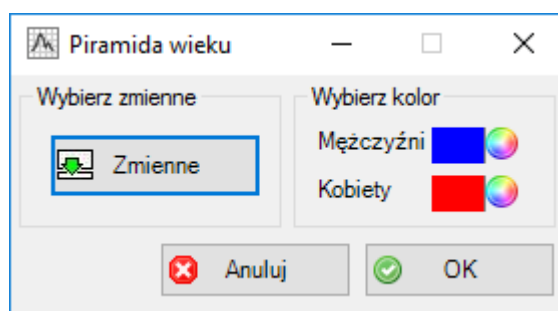 Piramida wieku
Wybierz zmienne
Zmienne
Wybierz kolor
Mężczyźni
Kobiety
Anuluj
OK